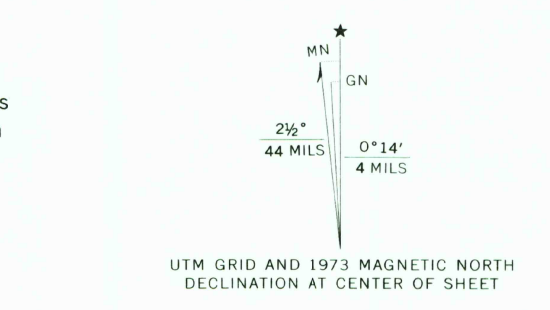 ★
MN
GN
S
2½°
44 MILS
0°14′
4 MILS
UTM GRID AND 1973 MAGNETIC NORTH
DECLINATION AT CENTER OF SHEET